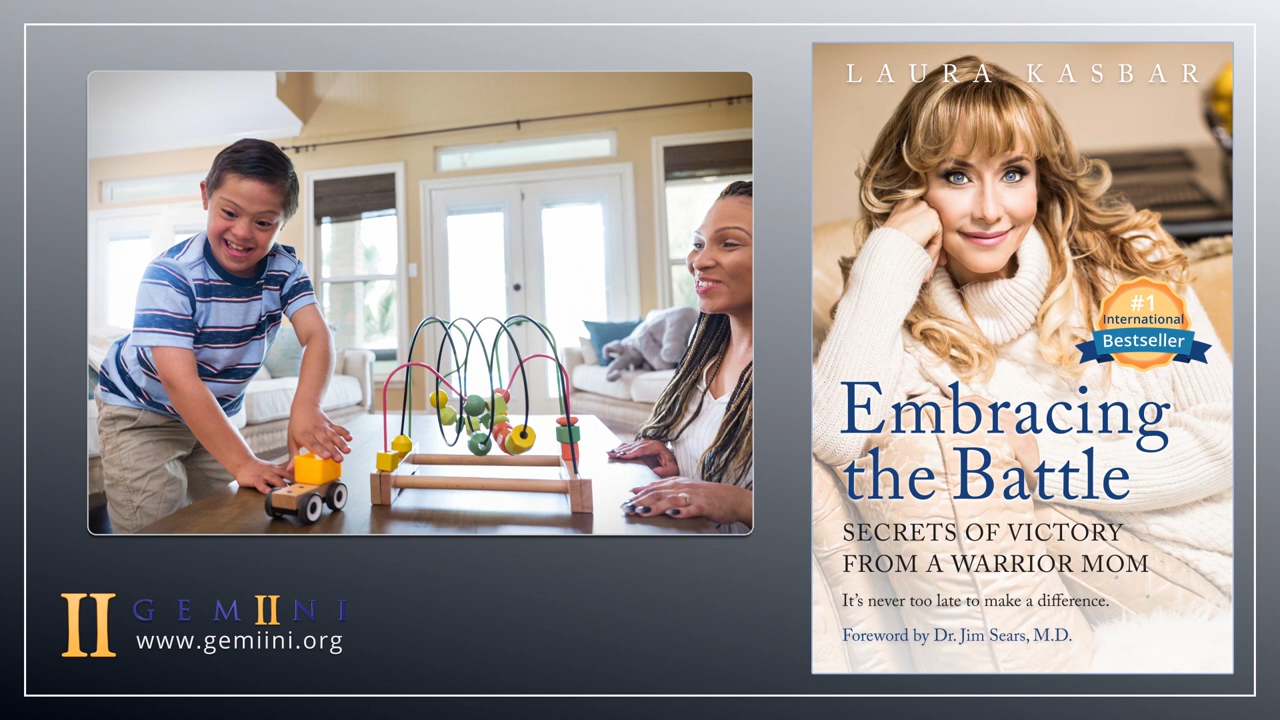 LAURA KASBAR
#1
International
Bestseller
Embracing
the Battle
SECRETS OF VICTORY
FROM A WARRIOR MOM
It's never too late to make a difference.
Foreword by Dr. Jim Sears, M.D.
II GEMIINI
www.gemiini.org